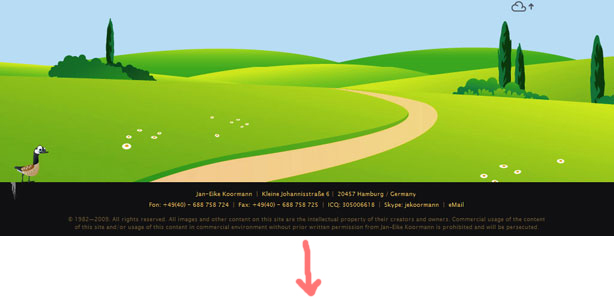 Jan-Eike Koormann | Kleine Johannisstraße 6 | 20457 Hamburg / Germany
Fon: +49(40) - 688 758 724 | Fax: +49(40) - 688 758 725 | ICQ: 305006618 | Skype: jekoormann | eMail
© 1982—2009. All rights reserved. All images and other content on this site are the intellectual property of their creators and owners. Commercial usage of the content
of this site and/or usage of this content in commercial environment without prior written permission from Jan-Eike Koormann is prohibited and will be persecuted.